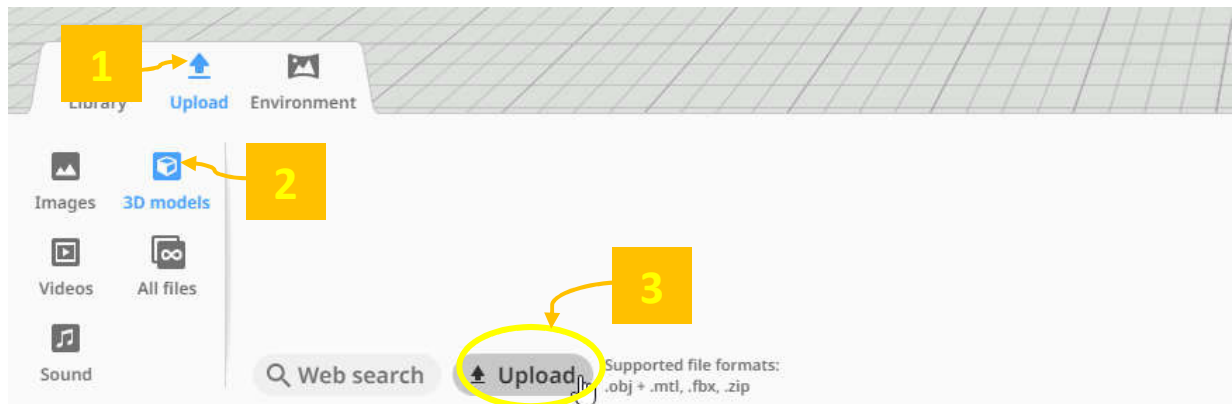 1
Library Upload Environment
2
Images 3D models
Videos All files
3
Sound
Web search Upload Supported file formats:
.obj + .mtl, .fbx, .zip